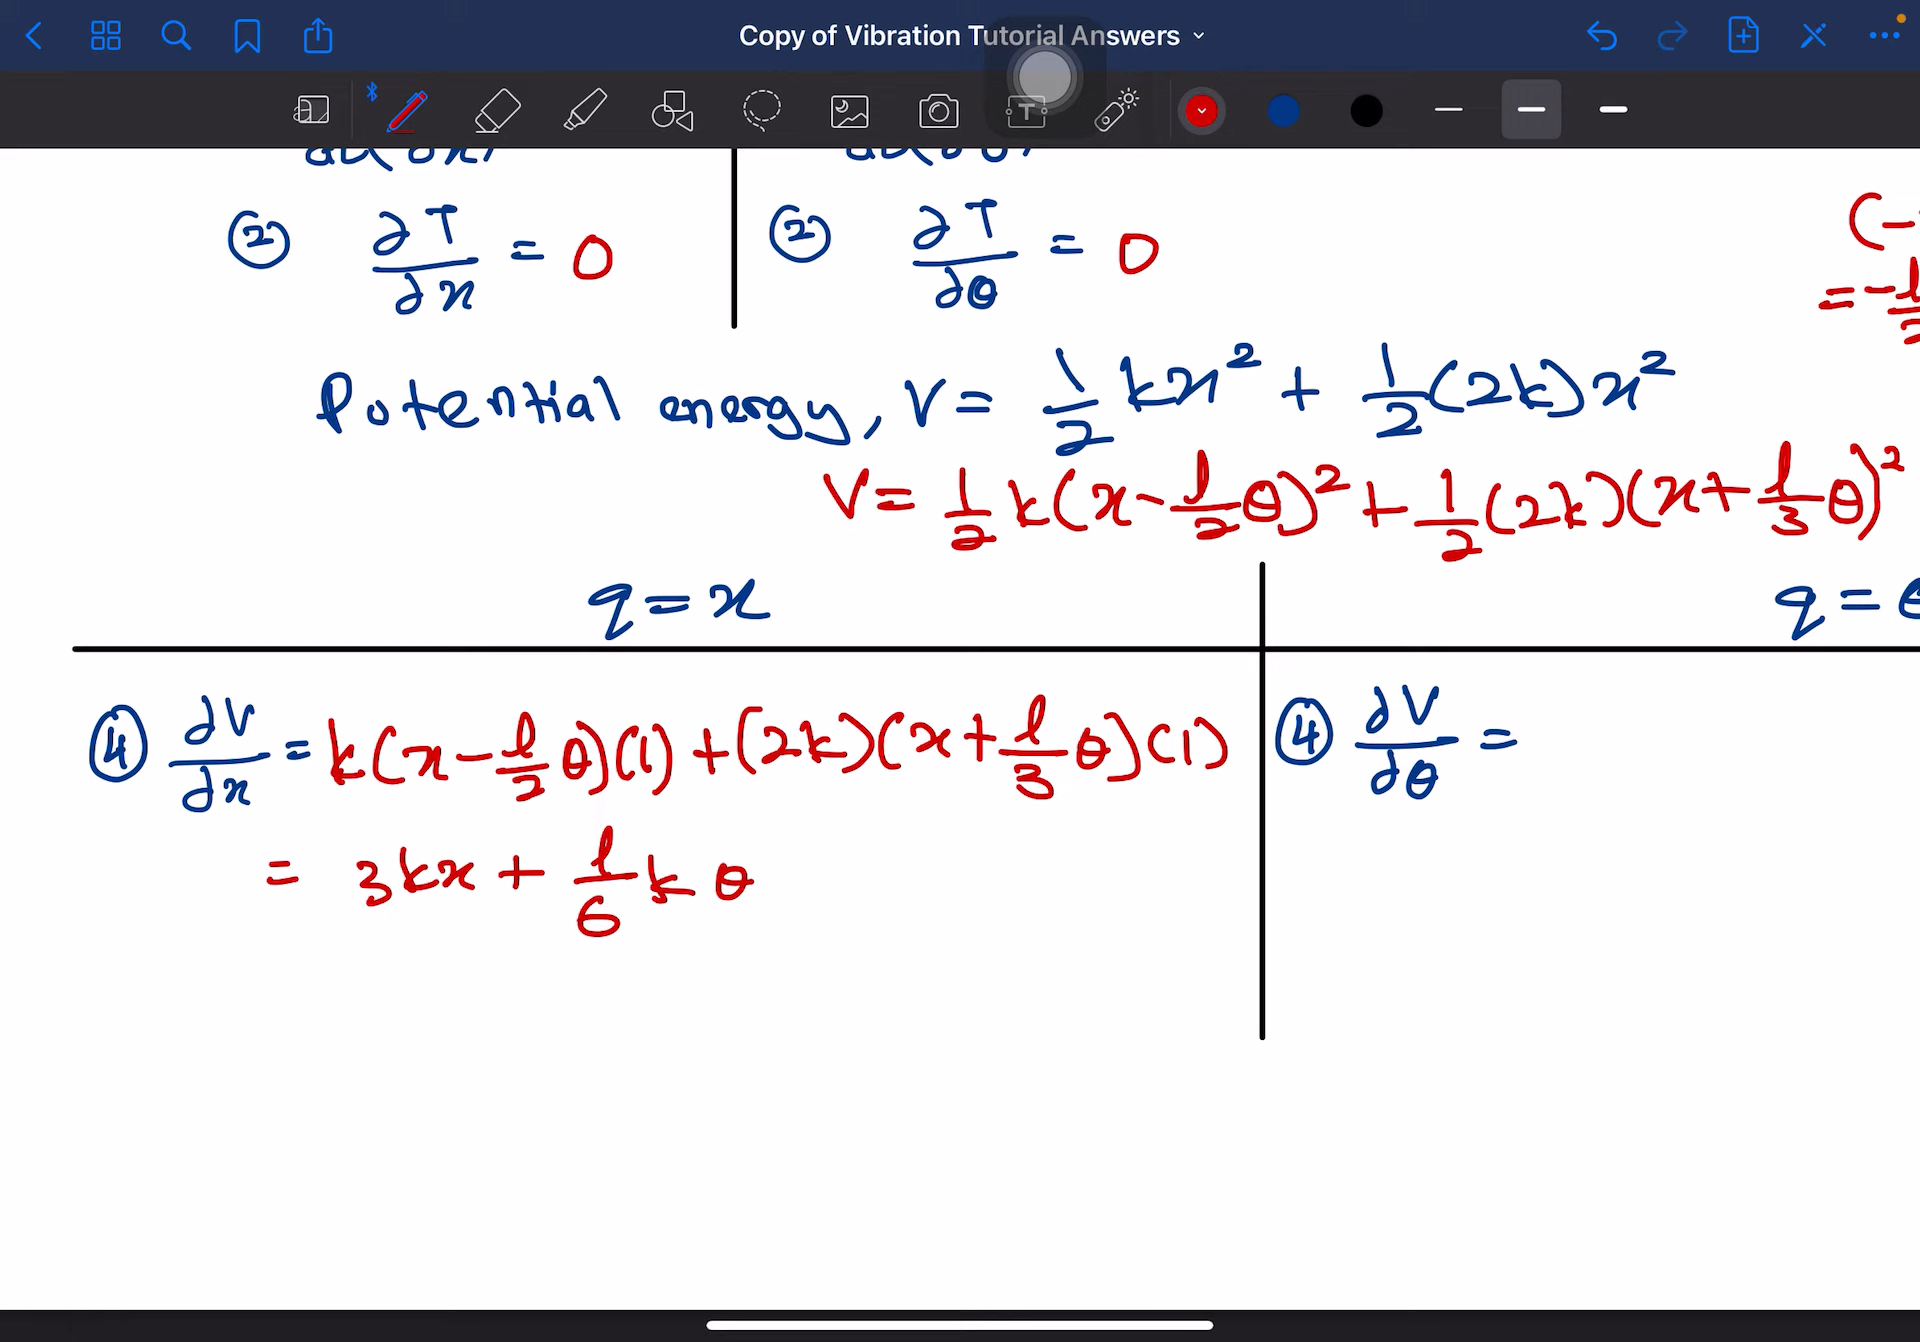 Copy of Vibration Tutorial Answers
② ∂T/∂x = 0
② ∂T/∂θ = 0
(-
= -l/2
Potential energy, V = 1/2 kx² + 1/2 (2k) x²
V = 1/2 k(x - l/2 θ)² + 1/2 (2k)(x + l/3 θ)²
q = x
q = θ
④ ∂V/∂x = k(x - l/2 θ)(1) + (2k)(x + l/3 θ)(1)
= 3kx + l/6 k θ
④ ∂V/∂θ =